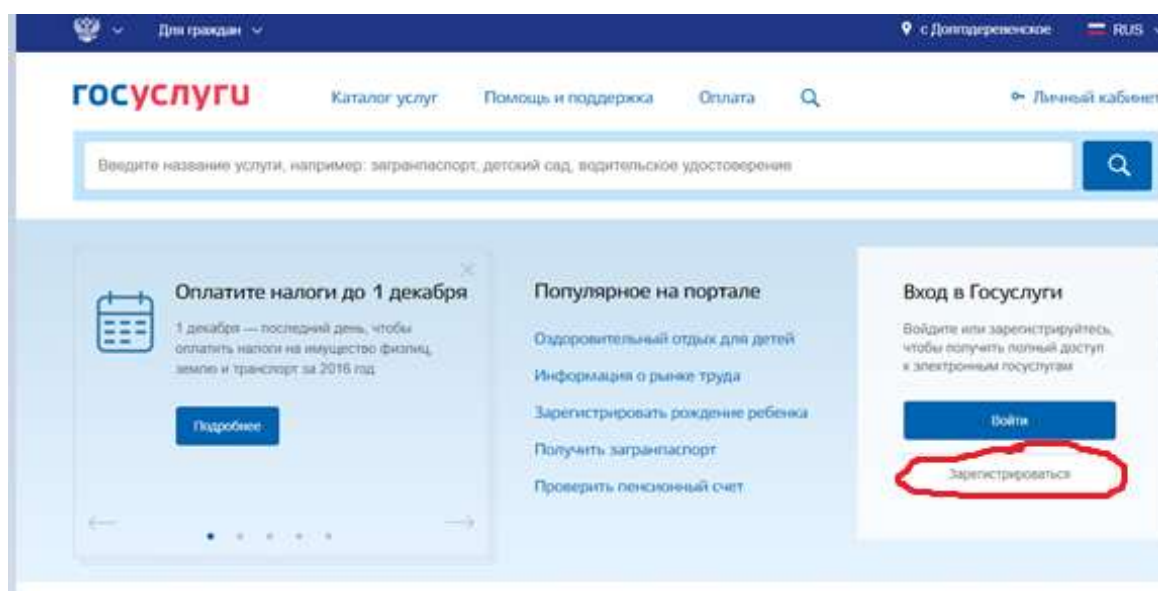 Для граждан
с Долгодеревенское
RUS
госуслуги
Каталог услуг
Помощь и поддержка
Оплата
Личный кабинет
Введите название услуги, например: загранпаспорт, детский сад, водительское удостоверение
Оплатите налоги до 1 декабря
1 декабря — последний день, чтобы
оплатить налоги на имущество физлиц,
землю и транспорт за 2016 год
Подробнее
Популярное на портале
Оздоровительный отдых для детей
Информация о рынке труда
Зарегистрировать рождение ребенка
Получить загранпаспорт
Проверить пенсионный счет
Вход в Госуслуги
Войдите или зарегистрируйтесь,
чтобы получить полный доступ
к электронным госуслугам
Войти
Зарегистрироваться